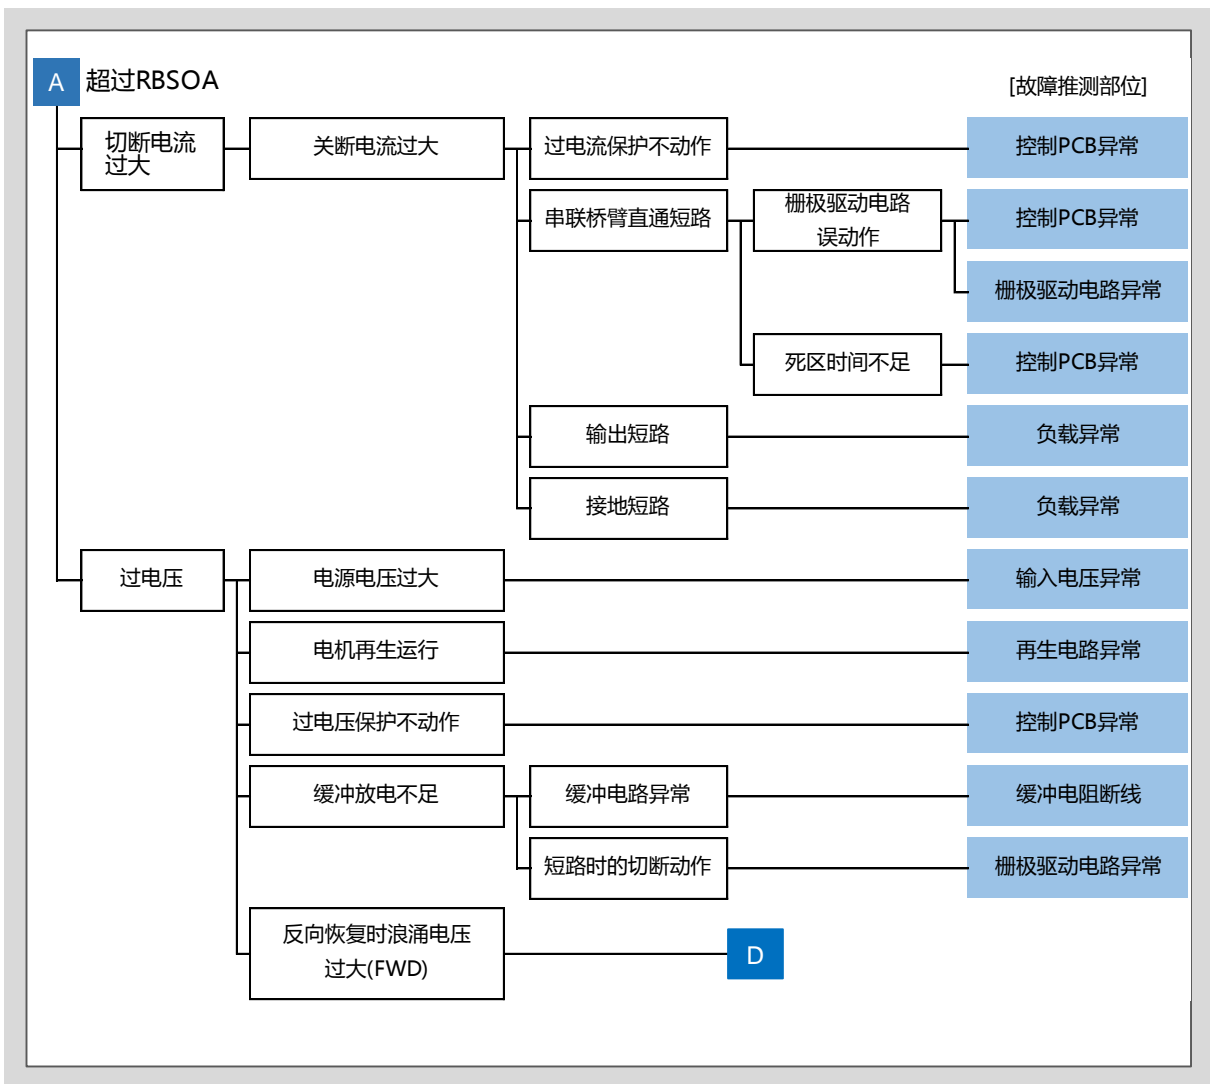 A
超过RBSOA
[故障推测部位]
切断电流
过大
关断电流过大
过电流保护不动作
控制PCB异常
串联桥臂直通短路
栅极驱动电路
误动作
控制PCB异常
栅极驱动电路异常
死区时间不足
控制PCB异常
输出短路
负载异常
接地短路
负载异常
过电压
电源电压过大
输入电压异常
电机再生运行
再生电路异常
过电压保护不动作
控制PCB异常
缓冲放电不足
缓冲电路异常
缓冲电阻断线
短路时的切断动作
栅极驱动电路异常
反向恢复时浪涌电压
过大(FWD)
D